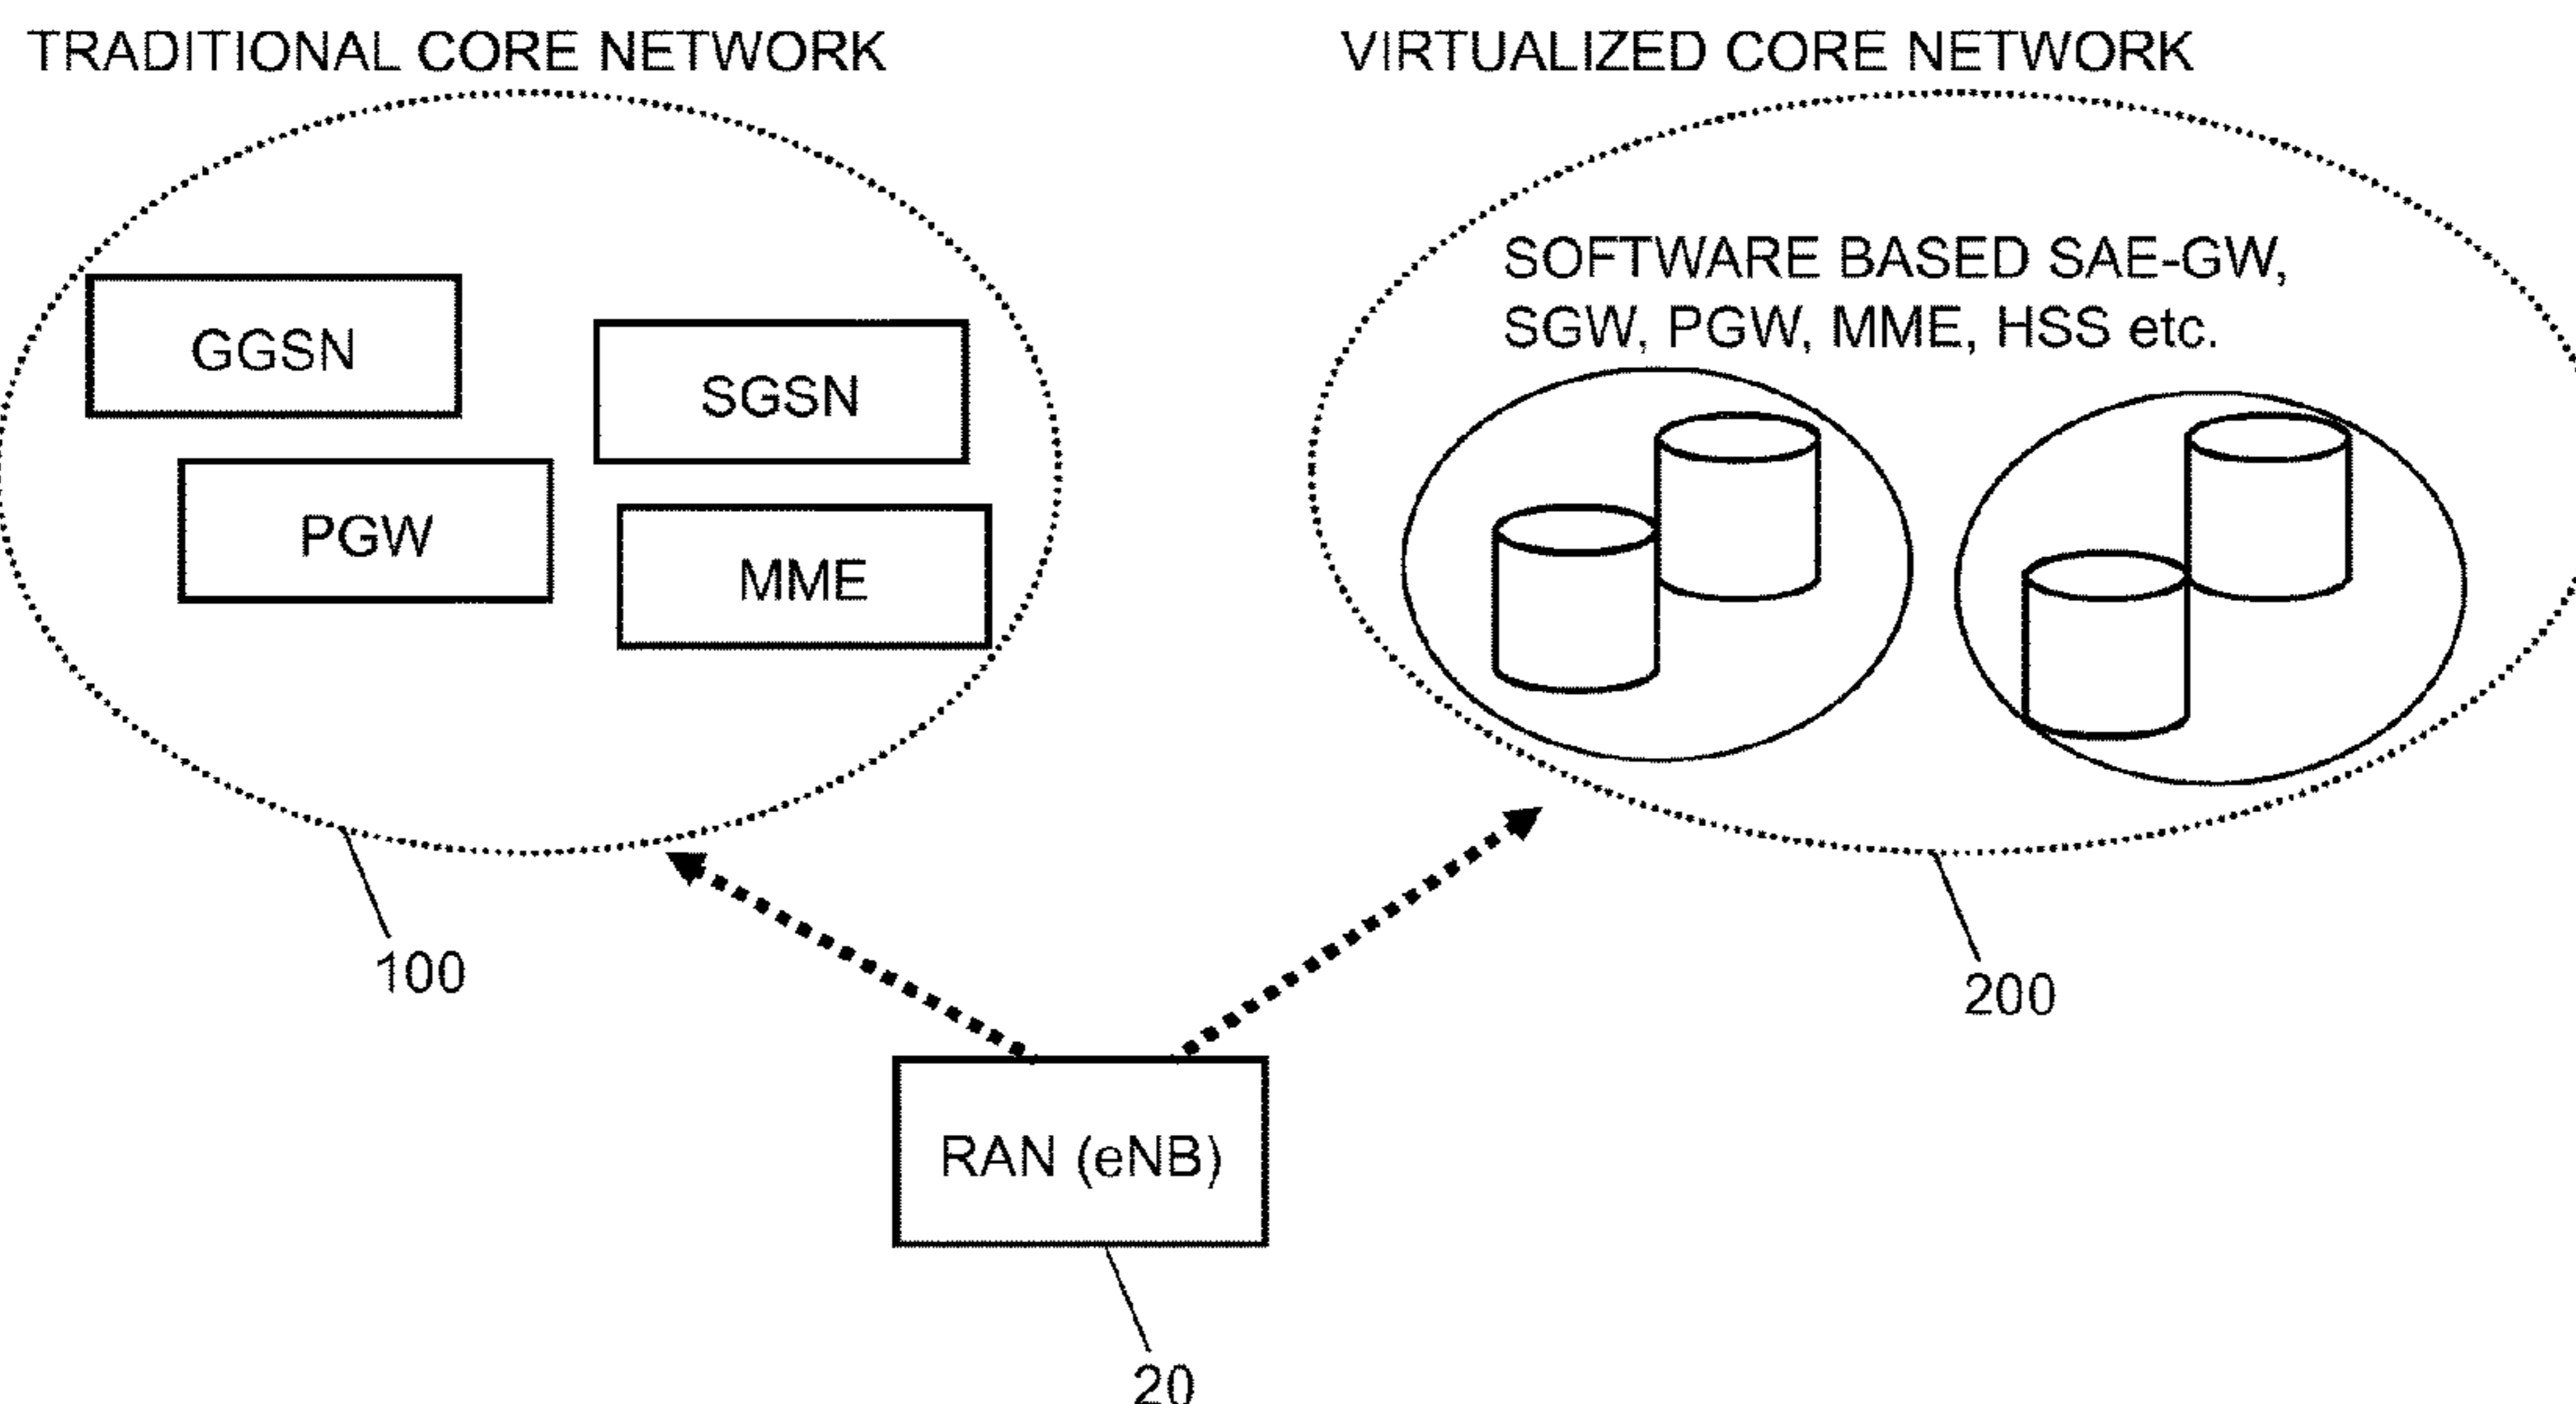 TRADITIONAL CORE NETWORK
VIRTUALIZED CORE NETWORK
SOFTWARE BASED SAE-GW,
SGW, PGW, MME, HSS etc.
GGSN
SGSN
PGW
MME
100
200
RAN (eNB)
20